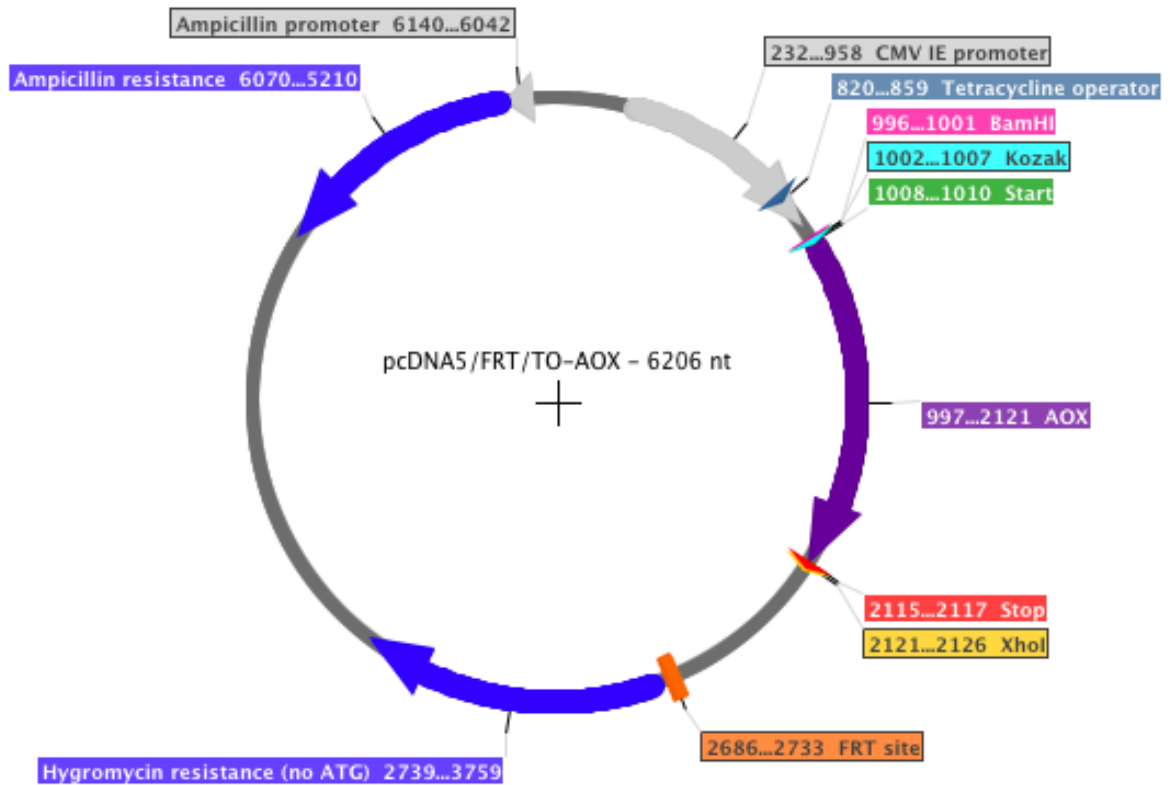 Ampicillin promoter 6140...6042
232...958 CMV IE promoter
Ampicillin resistance 6070...5210
820...859 Tetracycline operator
996...1001 BamHI
1002...1007 Kozak
1008...1010 Start
pcDNA5/FRT/TO-AOX - 6206 nt
997...2121 AOX
2115...2117 Stop
2121...2126 XhoI
2686...2733 FRT site
Hygromycin resistance (no ATG) 2739...3759